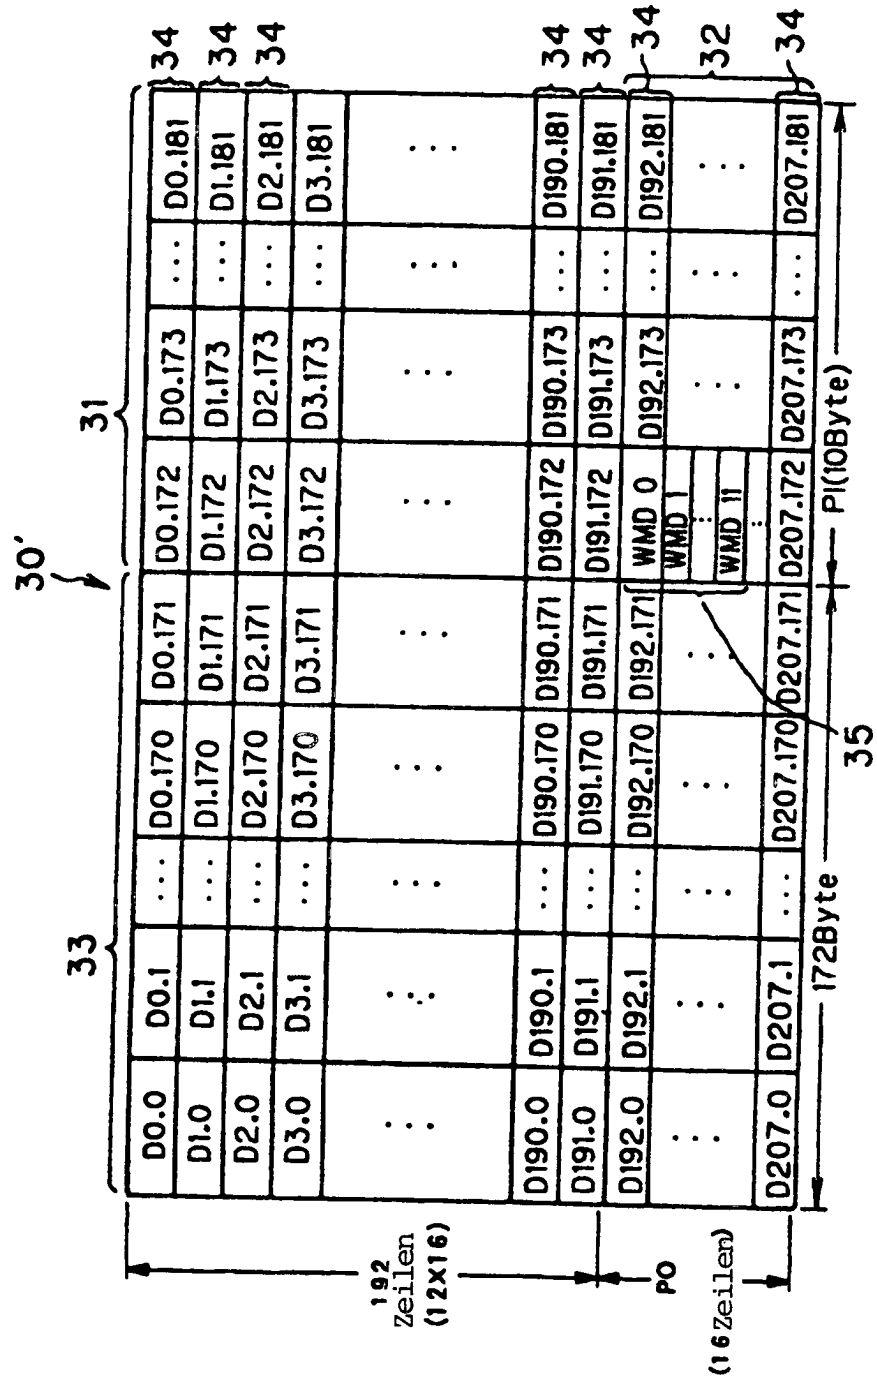 30'
33 31
D0.0 D0.1 ... D0.170 D0.171 D0.172 D0.173 ... D0.181 34
D1.0 D1.1 ... D1.170 D1.171 D1.172 D1.173 ... D1.181 34
D2.0 D2.1 ... D2.170 D2.171 D2.172 D2.173 ... D2.181 34
D3.0 D3.1 ... D3.170 D3.171 D3.172 D3.173 ... D3.181
... ... ... ... ... ... ... ... ...
192
Zeilen
(12X16)
D190.0 D190.1 ... D190.170 D190.171 D190.172 D190.173 ... D190.181 34
D191.0 D191.1 ... D191.170 D191.171 D191.172 D191.173 ... D191.181 34
D192.0 D192.1 ... D192.170 D192.171 WMD 0 D192.173 ... D192.181 34
WMD 1
... ... ... ... ... ... ... ... ... 32
WMD 11
...
PO
(16Zeilen)
D207.0 D207.1 ... D207.170 D207.171 D207.172 D207.173 ... D207.181 34
172Byte PI(10Byte)
35